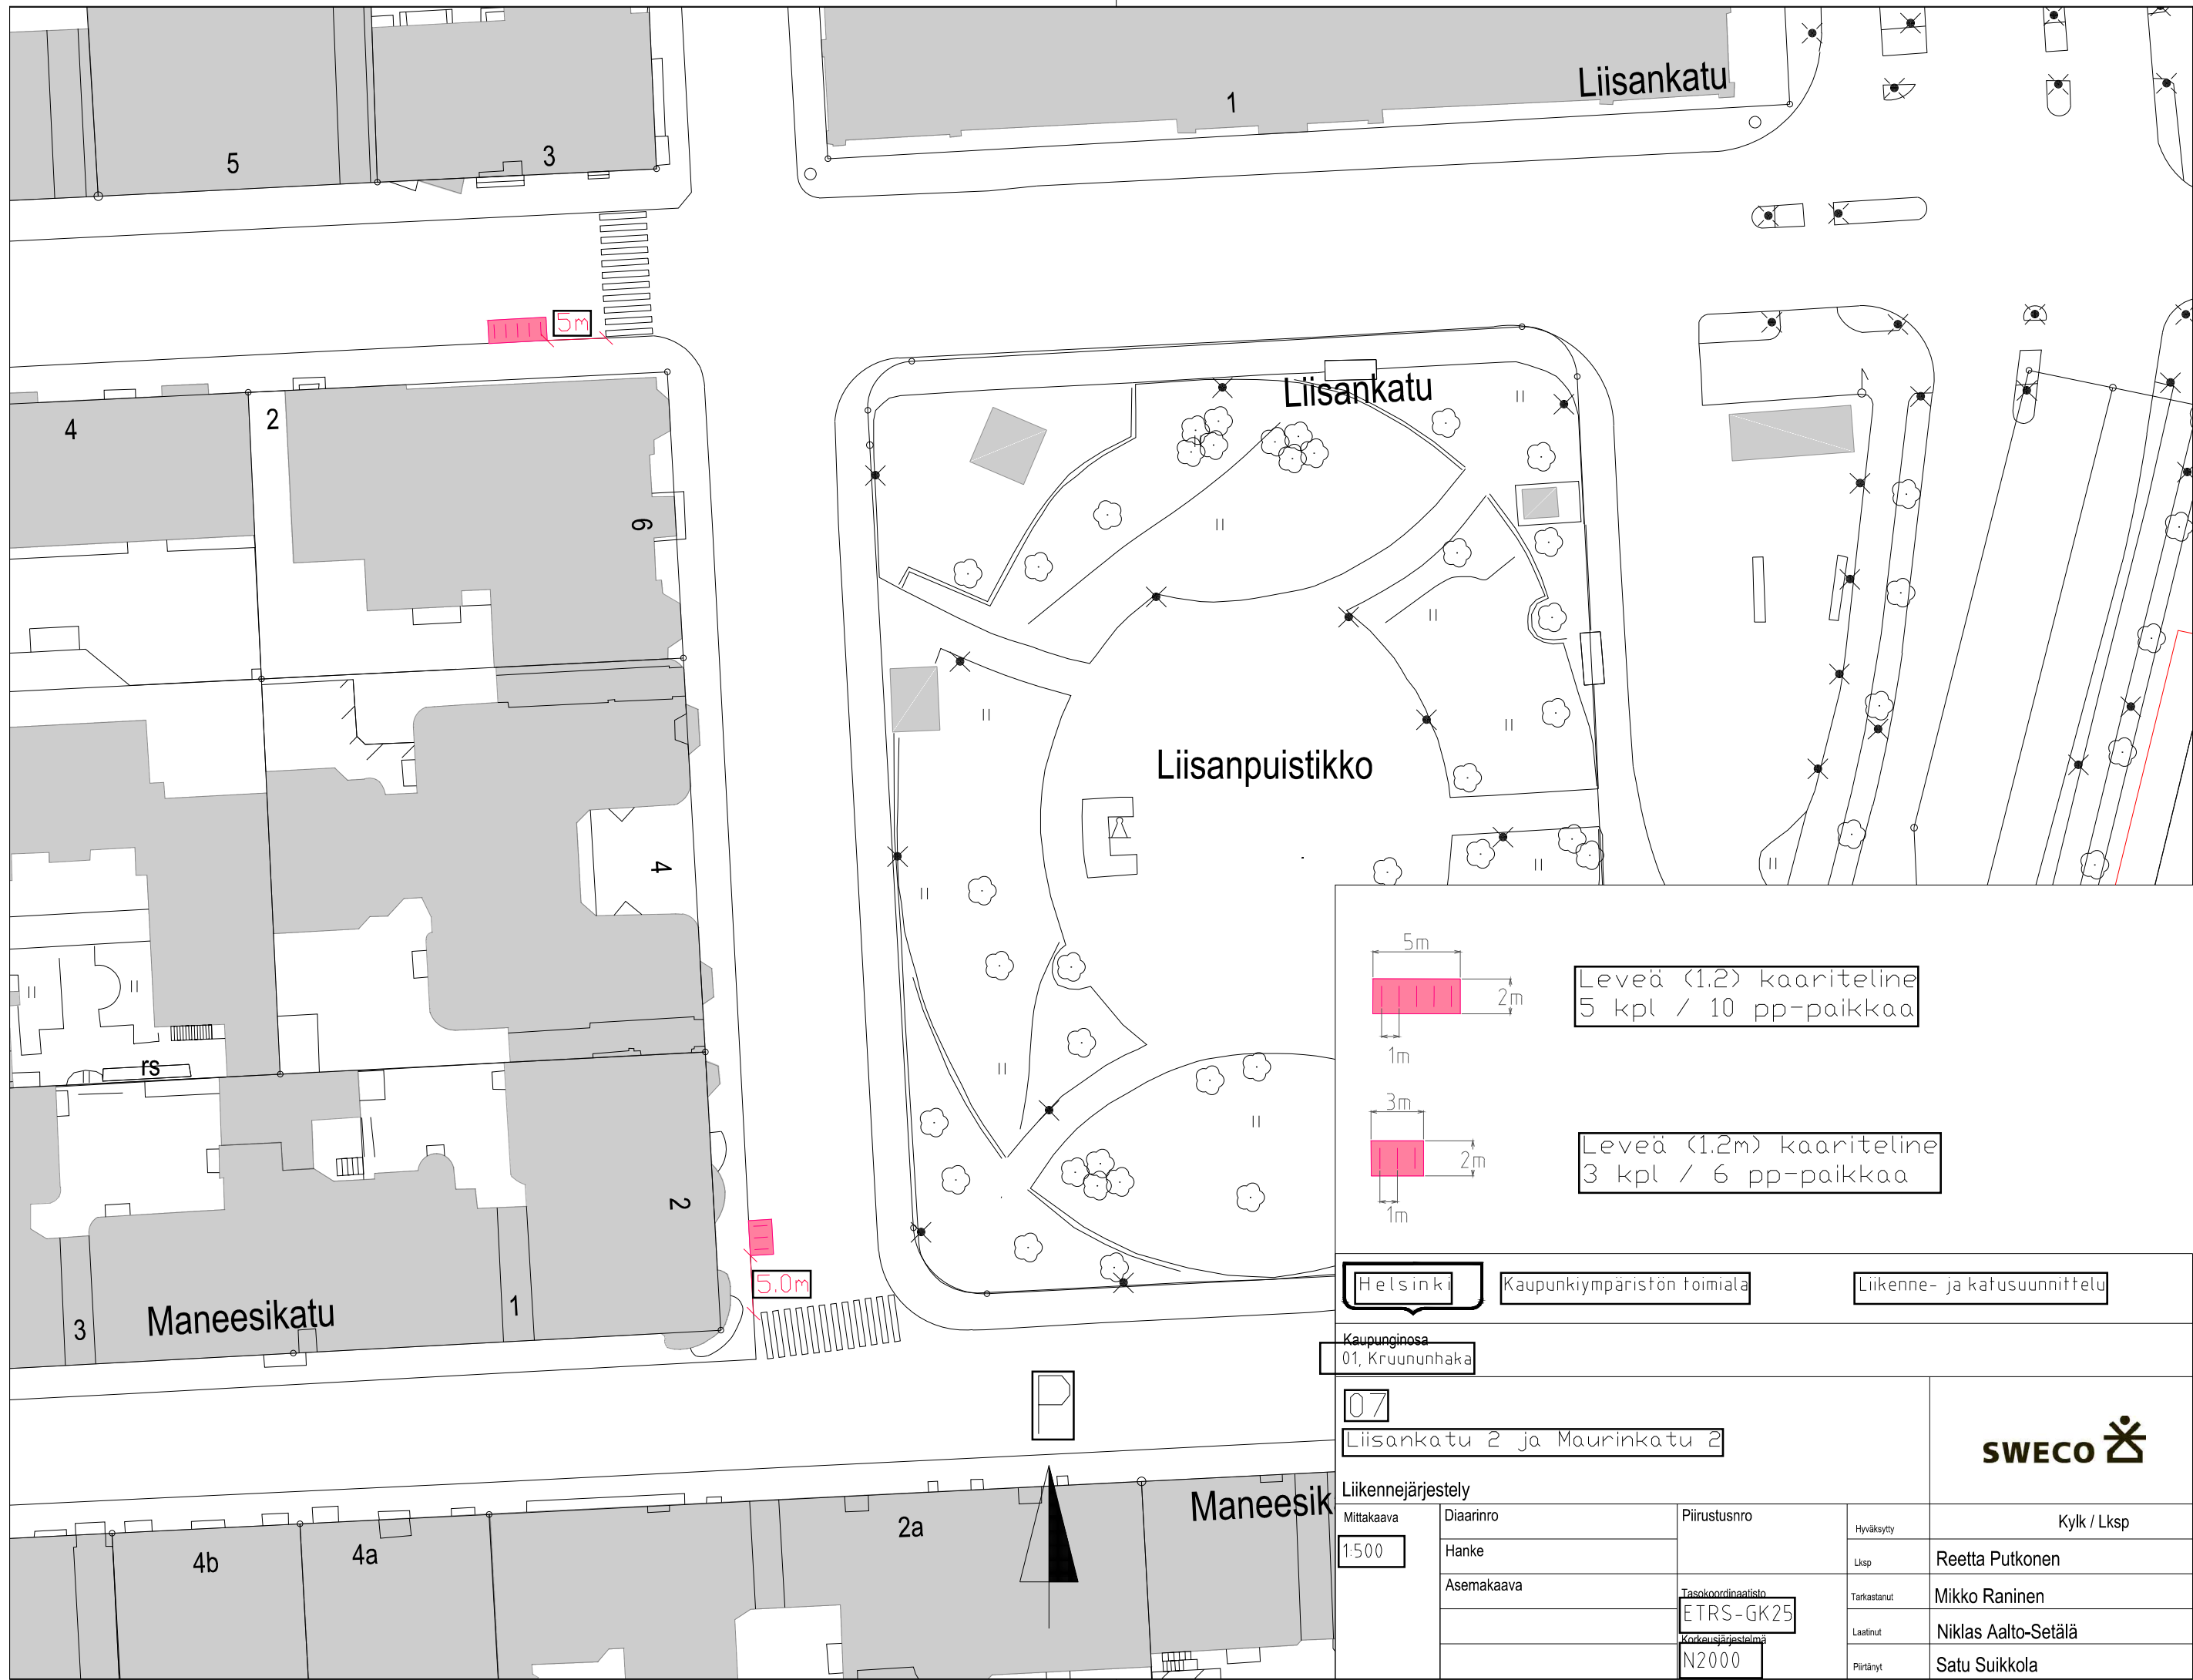 Liisankatu
1
5
3
5m
Liisankatu
4
2
6
Liisanpuistikko
4
rs
2
5.0m
Maneesikatu
3
1
P
Maneesik
2a
4b
4a
5m
2m
1m
Leveä (1.2) kaariteline
5 kpl / 10 pp-paikkaa
3m
2m
1m
Leveä (1.2m) kaariteline
3 kpl / 6 pp-paikkaa
Helsinki
Kaupunkiympäristön toimiala
Liikenne- ja katusuunnittelu
Kaupunginosa
01, Kruununhaka
07
Liisankatu 2 ja Maurinkatu 2
SWECO
Liikennejärjestely
Mittakaava
1:500
Diaarinro
Hanke
Asemakaava
Piirustusnro
Tasokoordinaatisto
ETRS-GK25
Korkeusjärjestelmä
N2000
Hyväksytty
Kylk / Lksp
Lksp
Reetta Putkonen
Tarkastanut
Mikko Raninen
Laatinut
Niklas Aalto-Setälä
Piirtänyt
Satu Suikkola